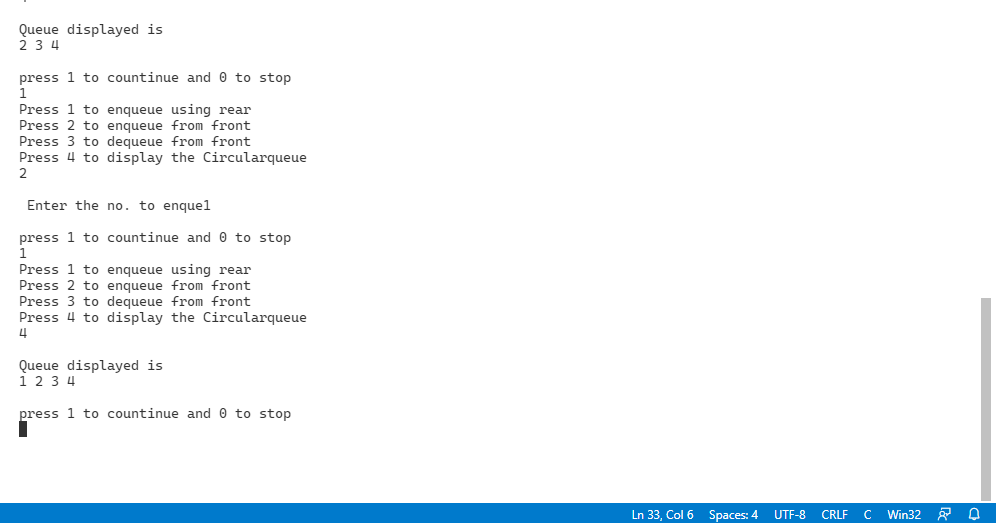 Queue displayed is
2 3 4
press 1 to countinue and 0 to stop
1
Press 1 to enqueue using rear
Press 2 to enqueue from front
Press 3 to dequeue from front
Press 4 to display the Circularqueue
2
Enter the no. to enque1
press 1 to countinue and 0 to stop
1
Press 1 to enqueue using rear
Press 2 to enqueue from front
Press 3 to dequeue from front
Press 4 to display the Circularqueue
4
Queue displayed is
1 2 3 4
press 1 to countinue and 0 to stop
Ln 33, Col 6 Spaces: 4 UTF-8 CRLF C Win32